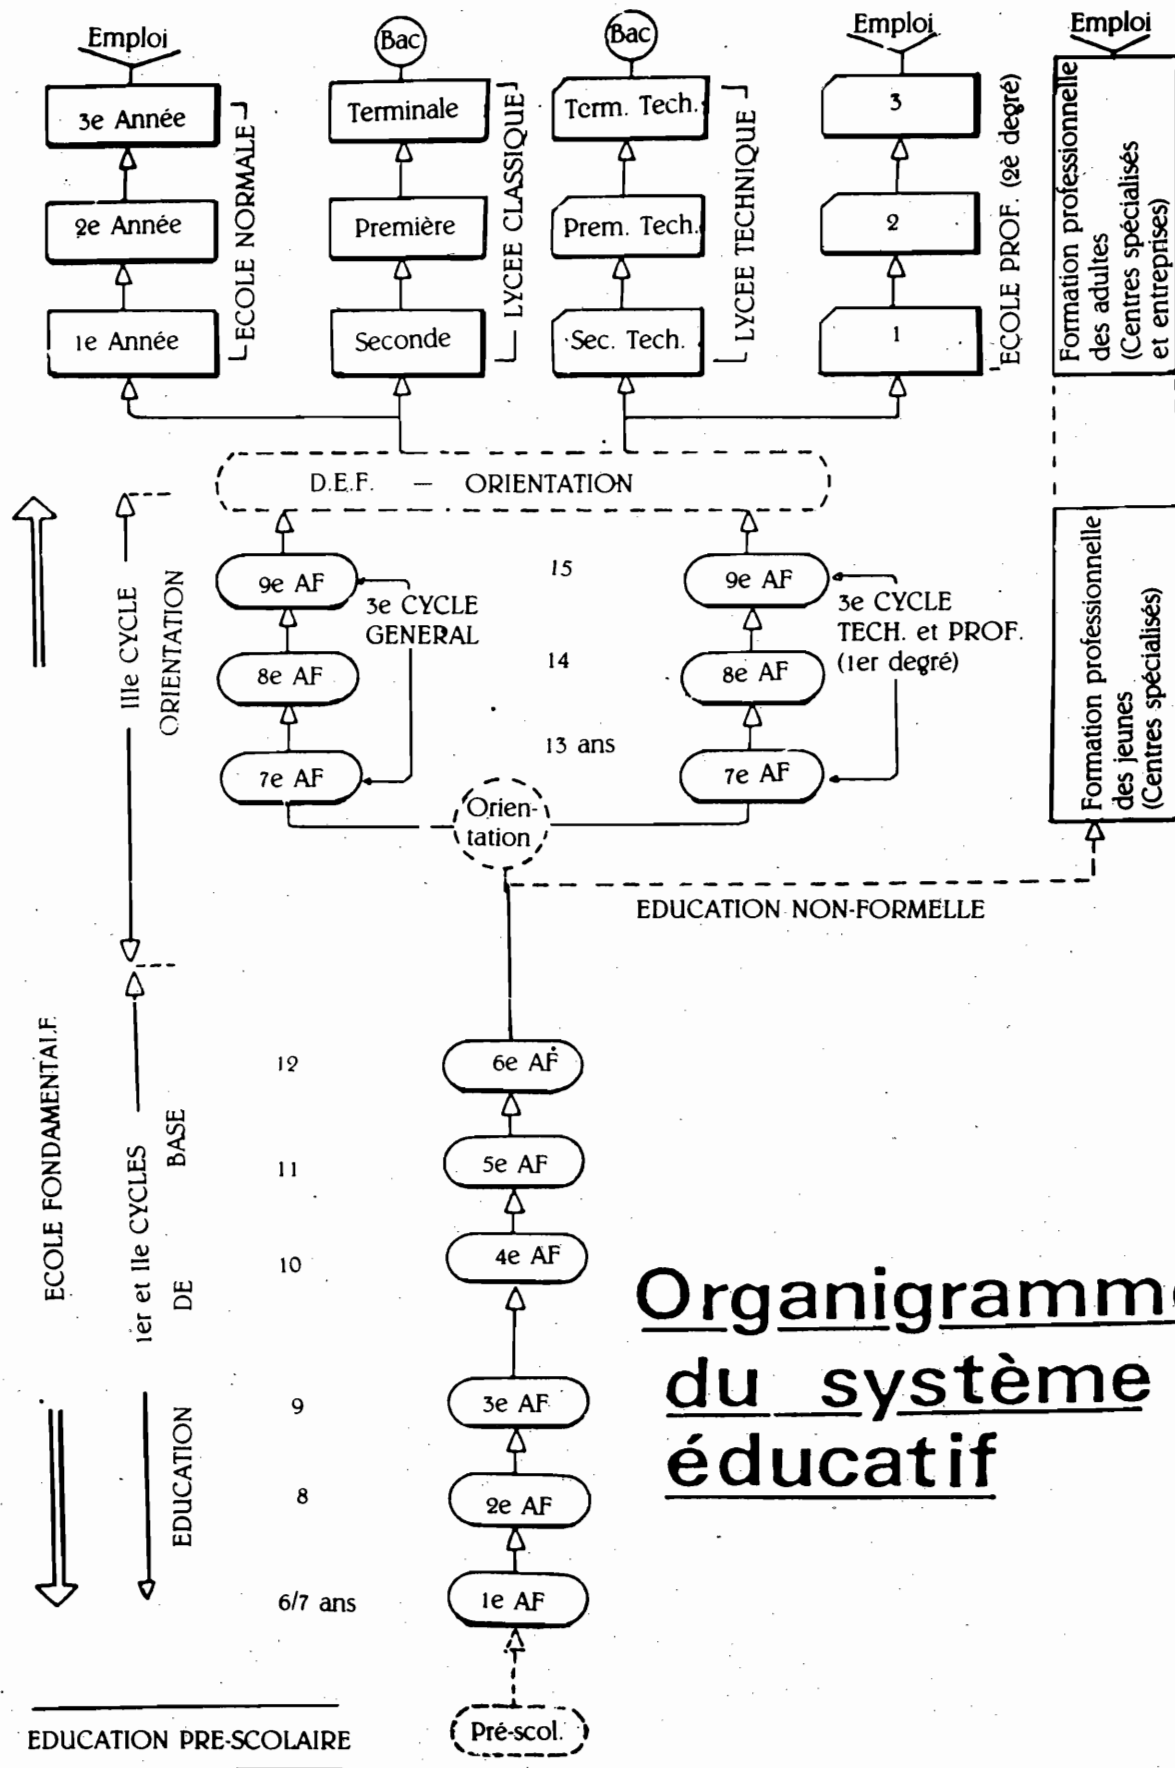 Emploi
Bac
Bac
Emploi
Emploi
3e Année
2e Année
1e Année
ECOLE NORMALE
Terminale
Première
Seconde
LYCEE CLASSIQUE
Term. Tech.
Prem. Tech.
Sec. Tech.
LYCEE TECHNIQUE
3
2
1
ECOLE PROF. (2è degré)
Formation professionnelle
des adultes
(Centres spécialisés
et entreprises)
D.E.F. – ORIENTATION
IIIe CYCLE
ORIENTATION
9e AF
8e AF
7e AF
3e CYCLE
GENERAL
15
14
13 ans
9e AF
8e AF
7e AF
3e CYCLE
TECH. et PROF.
(1er degré)
Formation professionnelle
des jeunes
(Centres spécialisés)
Orien-
tation
EDUCATION NON-FORMELLE
ECOLE FONDAMENTALE
1er et IIe CYCLES
EDUCATION DE BASE
12
6e AF
11
5e AF
10
4e AF
9
3e AF
8
2e AF
6/7 ans
1e AF
Organigramme
du système
éducatif
EDUCATION PRE-SCOLAIRE
Pré-scol.